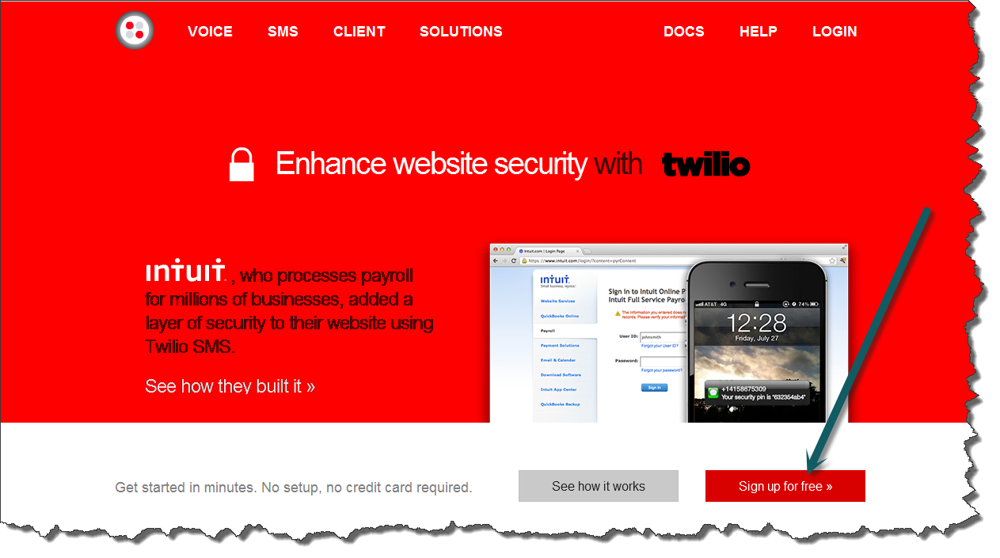 VOICE SMS CLIENT SOLUTIONS DOCS HELP LOGIN
Enhance website security with twilio
intuit. , who processes payroll
for millions of businesses, added a
layer of security to their website using
Twilio SMS.
See how they built it »
Intuit.com | Login Page
https://www.intuit.com/login/?content=pyrContent
intuit.
Website Services
QuickBooks Online
Payroll
Payment Solutions
Email & Calendar
Download Software
Intuit App Center
QuickBooks Backup
Sign in to Intuit Online P
Intuit Full Service Payro
The information you entered does no
records. Please verify your informat
User ID: johnsmith
Forgot your User ID?
Password:
Forgot your password?
Sign In
AT&T 4G 74%
12:28
Friday, July 27
+14158675309
Your security pin is "632354ab4"
Get started in minutes. No setup, no credit card required.
See how it works
Sign up for free »